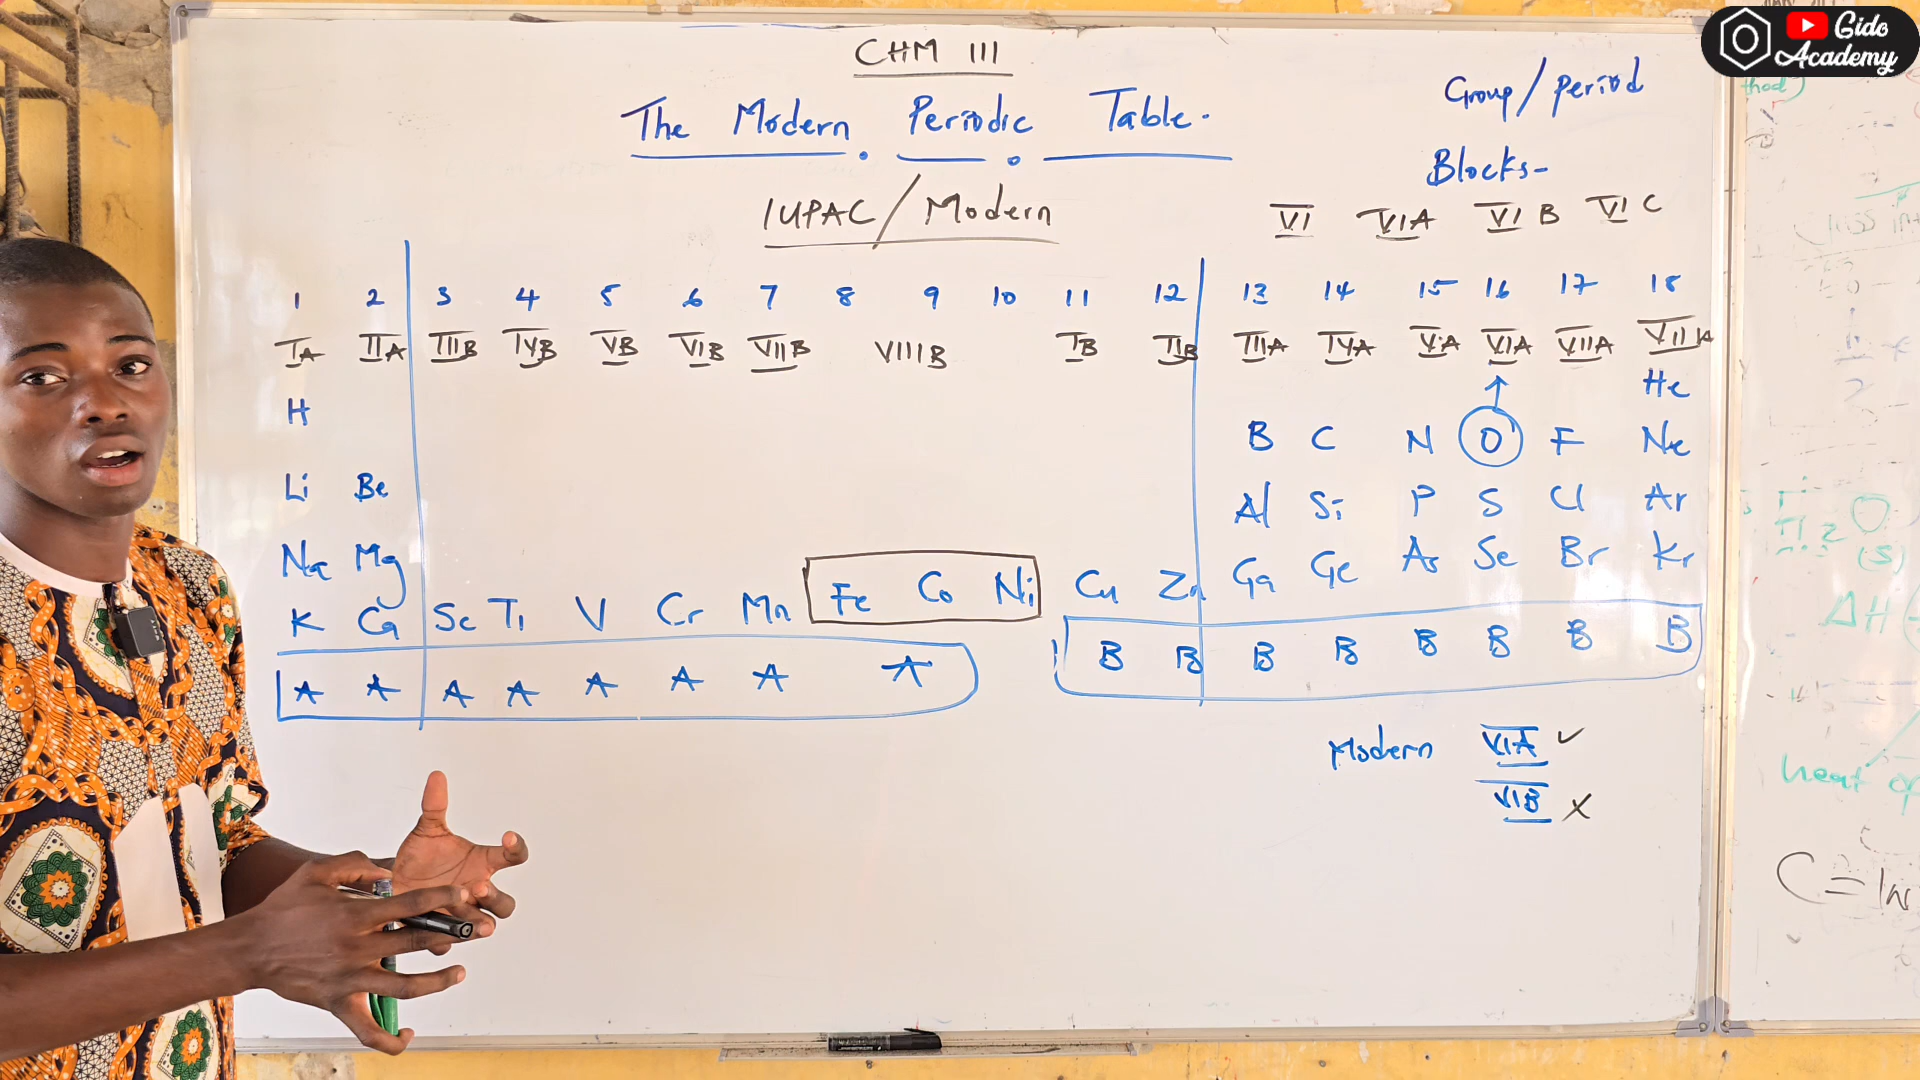 CHM 111
The Modern Periodic Table.
Group/Period
Blocks-
IUPAC/Modern
VI VIA VI B VI C
1 2 3 4 5 6 7 8 9 10 11 12 13 14 15 16 17 18
IA IIA IIIB IVB VB VIB VIIB VIIIB IB IIB IIIA IVA VA VIA VIIA VIIIA
H He
B C N O F Ne
Li Be
Al Si P S Cl Ar
Na Mg
K Ca Sc Ti V Cr Mn Fe Co Ni Cu Zn Ga Ge As Se Br Kr
A A A A A A A A B B B B B B B B
Modern VIA ✓
VIB X
Gido
Academy
thod)
(s)
ΔH
heat of